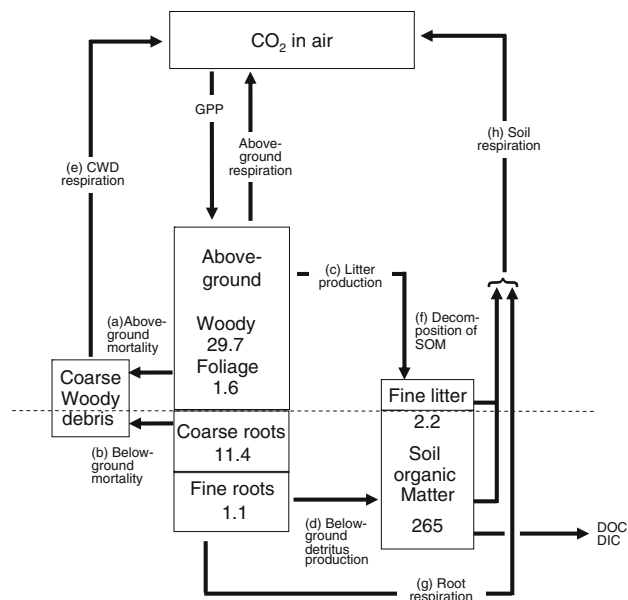 CO₂ in air
GPP
Above-
ground
respiration
(h) Soil
respiration
(e) CWD
respiration
Above-
ground
(c) Litter
production
Woody
29.7
Foliage
1.6
(a)Above-
ground
mortality
(f) Decom-
position of
SOM
Coarse
Woody
debris
Fine litter
2.2
Coarse roots
11.4
(b) Below-
ground
mortality
Soil
organic
Matter
265
Fine roots
1.1
(d) Below-
ground
detritus
production
DOC
DIC
(g) Root
respiration